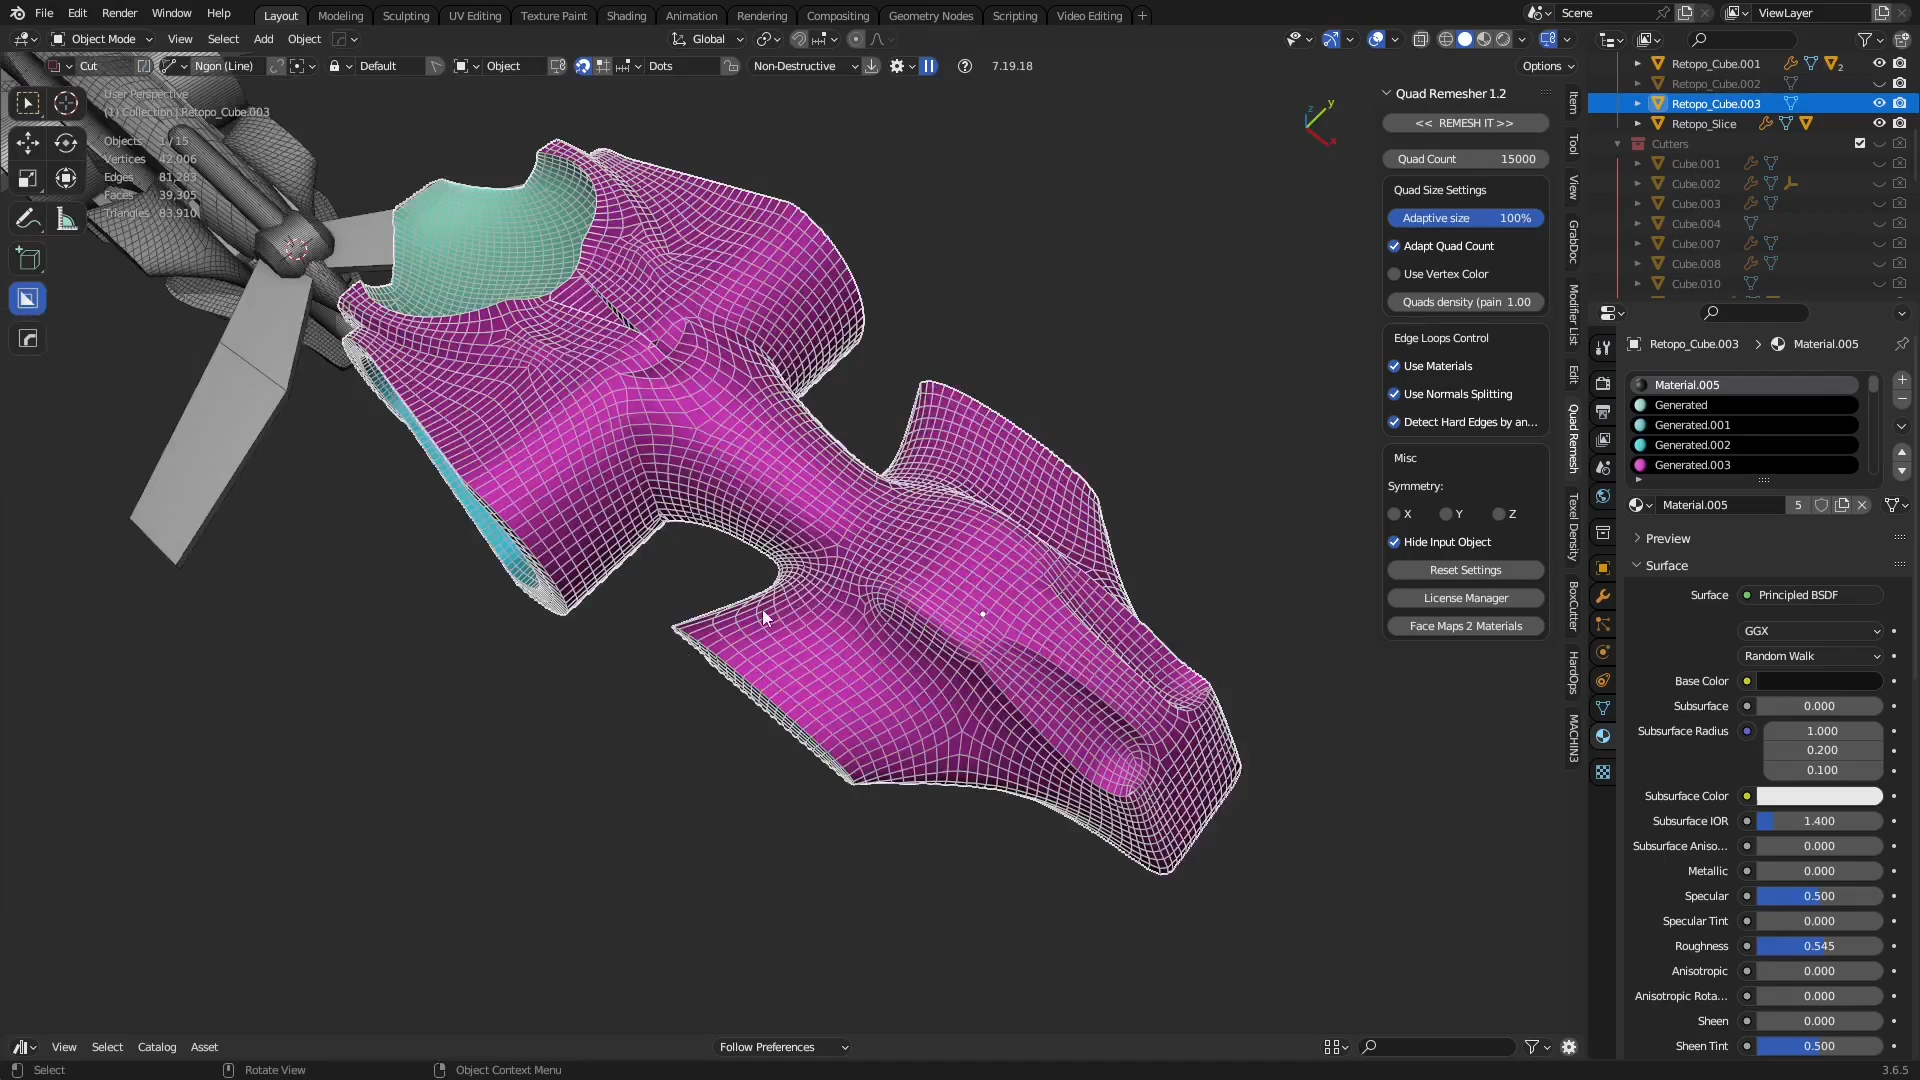 File Edit Render Window Help Layout Modeling Sculpting UV Editing Texture Paint Shading Animation Rendering Compositing Geometry Nodes Scripting Video Editing + Scene ViewLayer
Object Mode View Select Add Object Global
Cut Ngon (Line) Default Object Dots Non-Destructive 7.19.18 Options
User Perspective
(1) Collection | Retopo_Cube.003
Objects 1/15
Vertices 42,006
Edges 81,283
Faces 39,305
Triangles 83,910
z
y
x
Quad Remesher 1.2
<< REMESH IT >>
Quad Count 15000
Quad Size Settings
Adaptive size 100%
Adapt Quad Count
Use Vertex Color
Quads density (pain 1.00
Edge Loops Control
Use Materials
Use Normals Splitting
Detect Hard Edges by an...
Misc
Symmetry:
X Y Z
Hide Input Object
Reset Settings
License Manager
Face Maps 2 Materials
Item
Tool
View
GrabDoc
Modifier List
Edit
Quad Remesh
Texel Density
BoxCutter
HardOps
MACHIN3
Retopo_Cube.001 2
Retopo_Cube.002
Retopo_Cube.003
Retopo_Slice
Cutters
Cube.001
Cube.002
Cube.003
Cube.004
Cube.007
Cube.008
Cube.010
Retopo_Cube.003 > Material.005
Material.005
Generated
Generated.001
Generated.002
Generated.003
Material.005 5
Preview
Surface
Surface Principled BSDF
GGX
Random Walk
Base Color
Subsurface 0.000
Subsurface Radius 1.000
0.200
0.100
Subsurface Color
Subsurface IOR 1.400
Subsurface Aniso... 0.000
Metallic 0.000
Specular 0.500
Specular Tint 0.000
Roughness 0.545
Anisotropic 0.000
Anisotropic Rota... 0.000
Sheen 0.000
Sheen Tint 0.500
View Select Catalog Asset Follow Preferences
Select Rotate View Object Context Menu 3.6.5